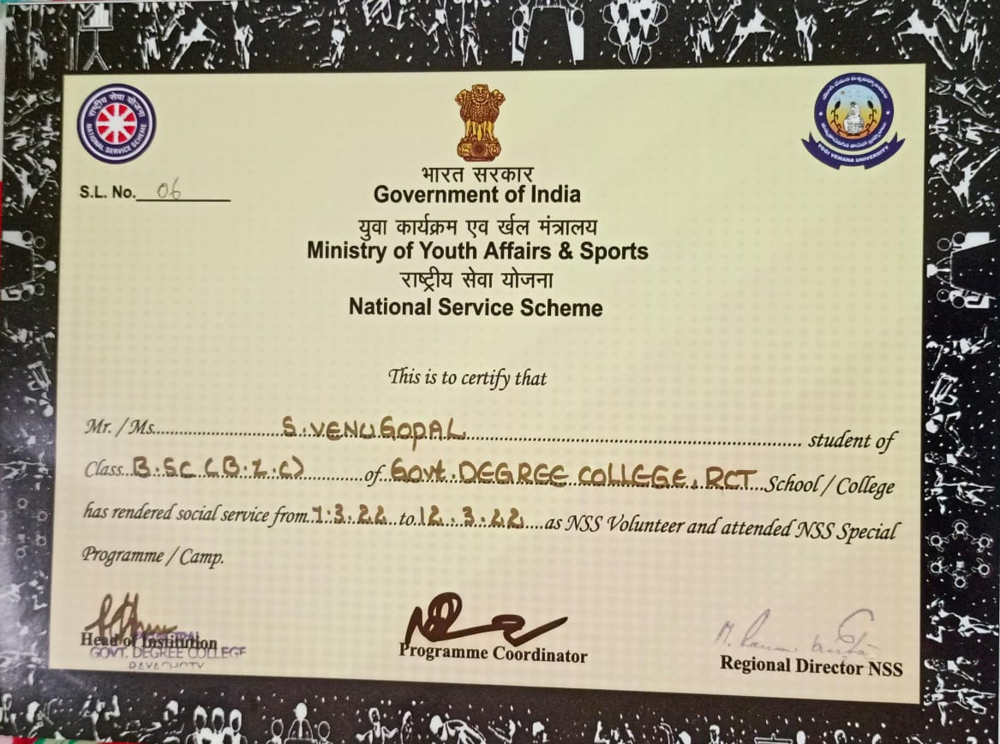 राष्ट्रीय सेवा योजना
NATIONAL SERVICE SCHEME
YOGI VEMANA UNIVERSITY
S.L. No. 06
भारत सरकार
Government of India
युवा कार्यक्रम एव र्खल मंत्रालय
Ministry of Youth Affairs & Sports
राष्ट्रीय सेवा योजना
National Service Scheme
This is to certify that
Mr. / Ms. S.VENUGOPAL student of
Class B.SC (B.Z.C) of Govt. DEGREE COLLEGE, RCT School / College
has rendered social service from 7.3.22 to 12.3.22 as NSS Volunteer and attended NSS Special
Programme / Camp.
Head of Institution
PRINCIPAL
GOVT. DEGREE COLLEGE
RAYACHOTY
Programme Coordinator
Regional Director NSS